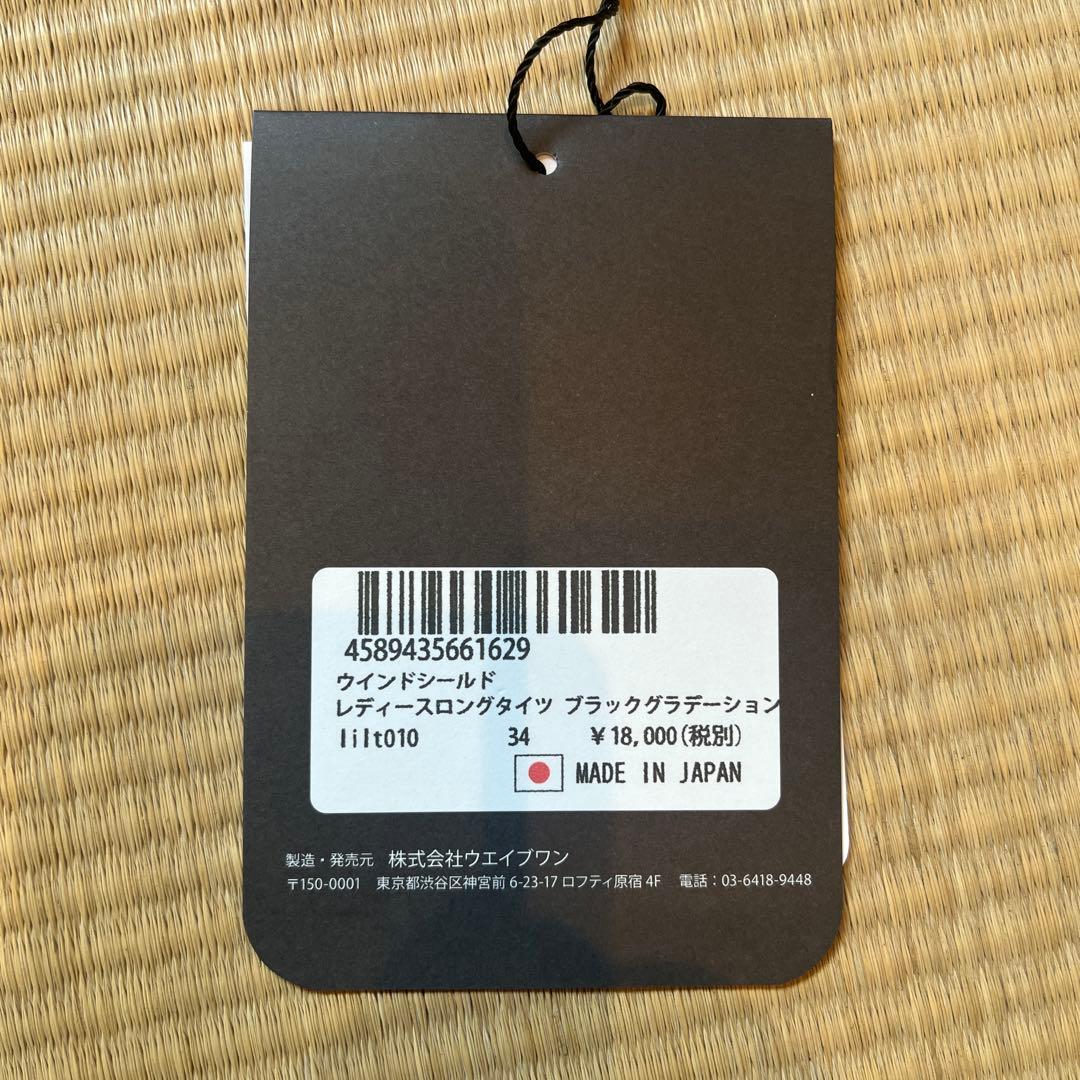 4589435661629
ウインドシールド
レディースロングタイツ ブラックグラデーション
lilt010 34 ¥18,000(税別)
MADE IN JAPAN
製造・発売元 株式会社ウエイブワン
〒150-0001 東京都渋谷区神宮前 6-23-17 ロフティ原宿 4F 電話：03-6418-9448